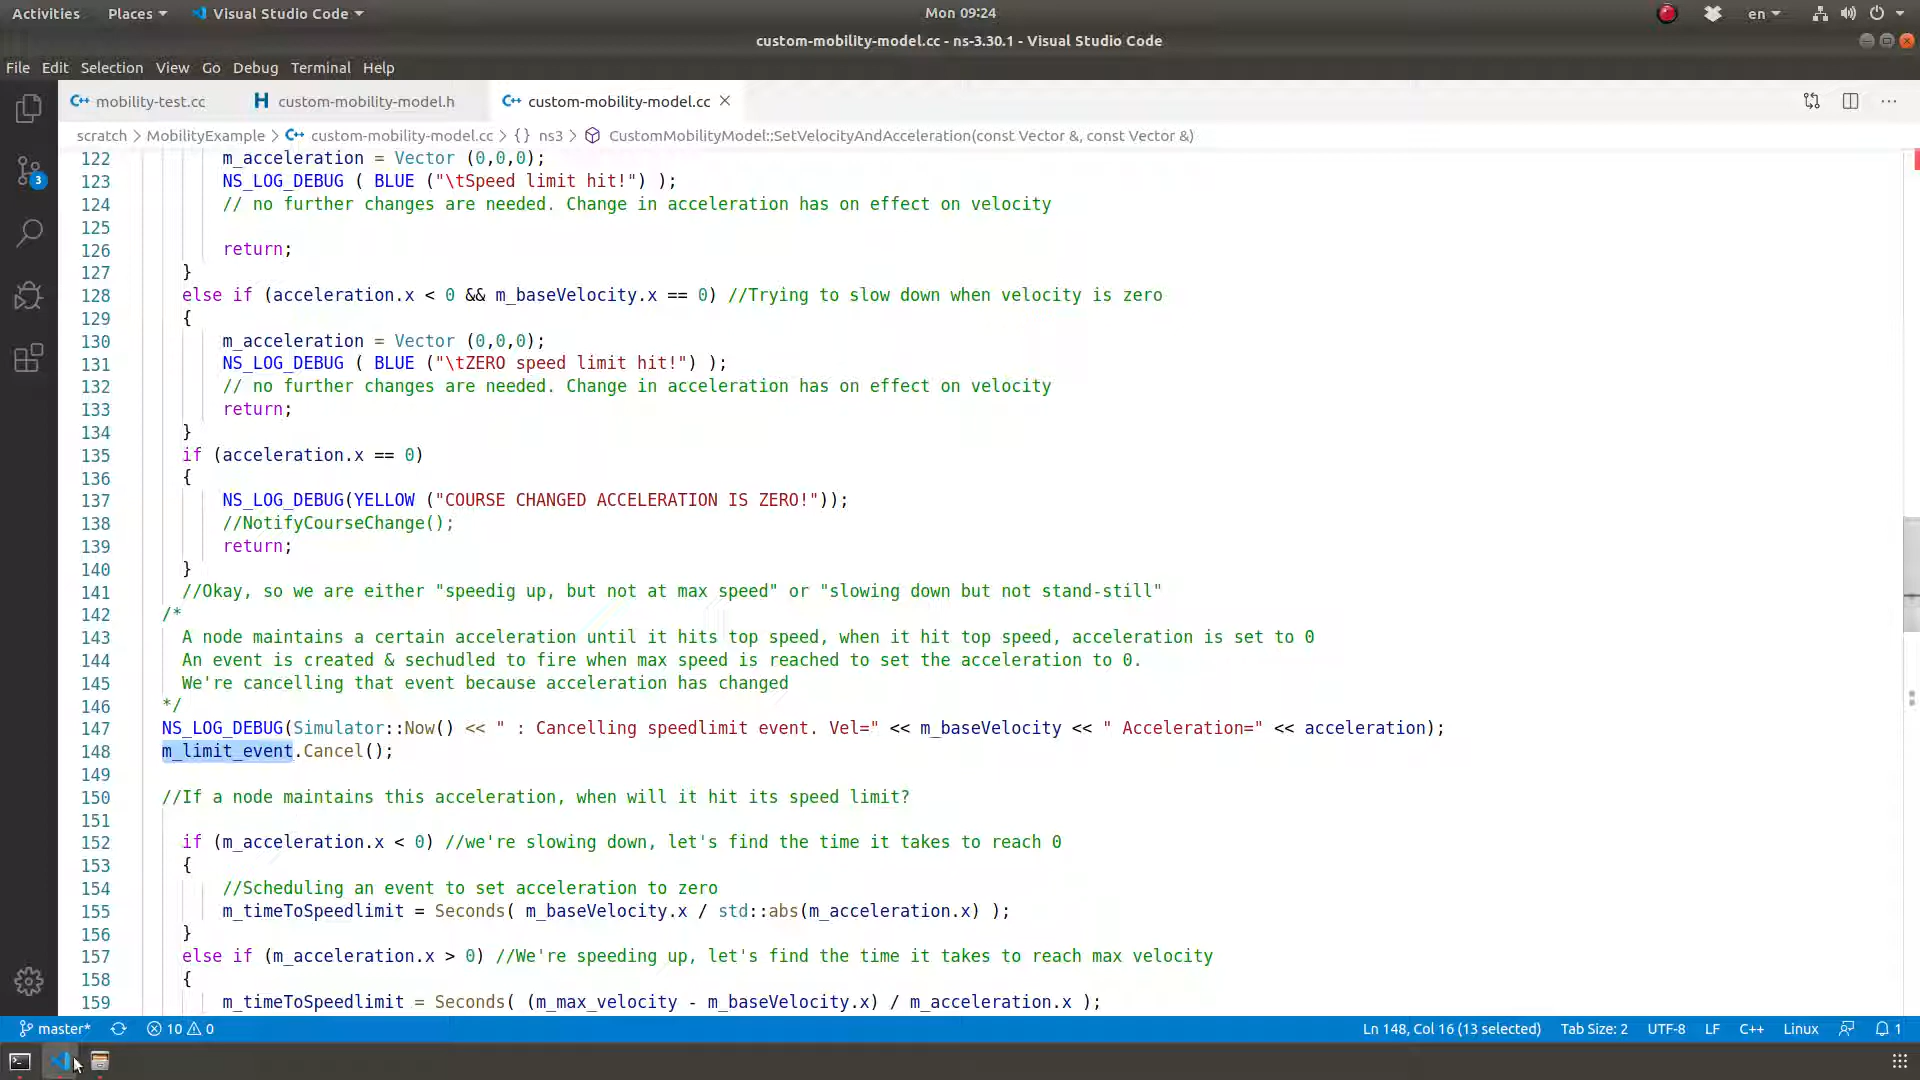 Activities Places Visual Studio Code Mon 09:24 en
custom-mobility-model.cc - ns-3.30.1 - Visual Studio Code
File Edit Selection View Go Debug Terminal Help
mobility-test.cc custom-mobility-model.h custom-mobility-model.cc
scratch > MobilityExample > custom-mobility-model.cc > {} ns3 > CustomMobilityModel::SetVelocityAndAcceleration(const Vector &, const Vector &)
122 m_acceleration = Vector (0,0,0);
123 NS_LOG_DEBUG ( BLUE ("\tSpeed limit hit!") );
124 // no further changes are needed. Change in acceleration has on effect on velocity
125
126 return;
127 }
128 else if (acceleration.x < 0 && m_baseVelocity.x == 0) //Trying to slow down when velocity is zero
129 {
130 m_acceleration = Vector (0,0,0);
131 NS_LOG_DEBUG ( BLUE ("\tZERO speed limit hit!") );
132 // no further changes are needed. Change in acceleration has on effect on velocity
133 return;
134 }
135 if (acceleration.x == 0)
136 {
137 NS_LOG_DEBUG(YELLOW ("COURSE CHANGED ACCELERATION IS ZERO!"));
138 //NotifyCourseChange();
139 return;
140 }
141 //Okay, so we are either "speedig up, but not at max speed" or "slowing down but not stand-still"
142 /*
143 A node maintains a certain acceleration until it hits top speed, when it hit top speed, acceleration is set to 0
144 An event is created & sechudled to fire when max speed is reached to set the acceleration to 0.
145 We're cancelling that event because acceleration has changed
146 */
147 NS_LOG_DEBUG(Simulator::Now() << " : Cancelling speedlimit event. Vel=" << m_baseVelocity << " Acceleration=" << acceleration);
148 m_limit_event.Cancel();
149
150 //If a node maintains this acceleration, when will it hit its speed limit?
151
152 if (m_acceleration.x < 0) //we're slowing down, let's find the time it takes to reach 0
153 {
154 //Scheduling an event to set acceleration to zero
155 m_timeToSpeedlimit = Seconds( m_baseVelocity.x / std::abs(m_acceleration.x) );
156 }
157 else if (m_acceleration.x > 0) //We're speeding up, let's find the time it takes to reach max velocity
158 {
159 m_timeToSpeedlimit = Seconds( (m_max_velocity - m_baseVelocity.x) / m_acceleration.x );
3
master* 10 0 Ln 148, Col 16 (13 selected) Tab Size: 2 UTF-8 LF C++ Linux 1